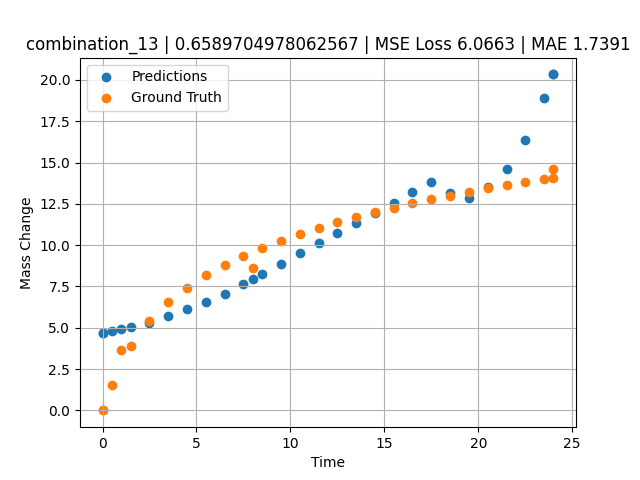 combination_13 | 0.6589704978062567 | MSE Loss 6.0663 | MAE 1.7391
Predictions
Ground Truth
20.0
17.5
15.0
12.5
10.0
7.5
5.0
2.5
0.0
Mass Change
0 5 10 15 20 25
Time